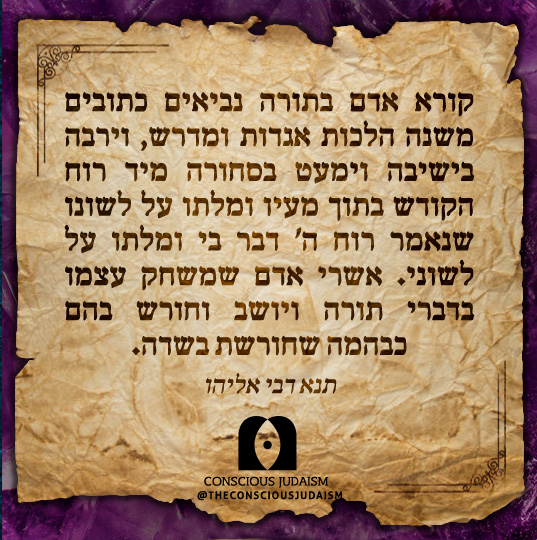 קורא אדם בתורה נביאים כתובים
משנה הלכות אגדות ומדרש, וירבה
בישיבה וימעט בסחורה מיד רוח
הקודש בתוך מעיו ומלתו על לשונו
שנאמר רוח ה' דבר בי ומלתו על
לשוני. אשרי אדם שמשחק עצמו
בדברי תורה ויושב וחורש בהם
כבהמה שחורשת בשדה.
תנא דבי אליהו
CONSCIOUS JUDAISM
@THECONSCIOUSJUDAISM